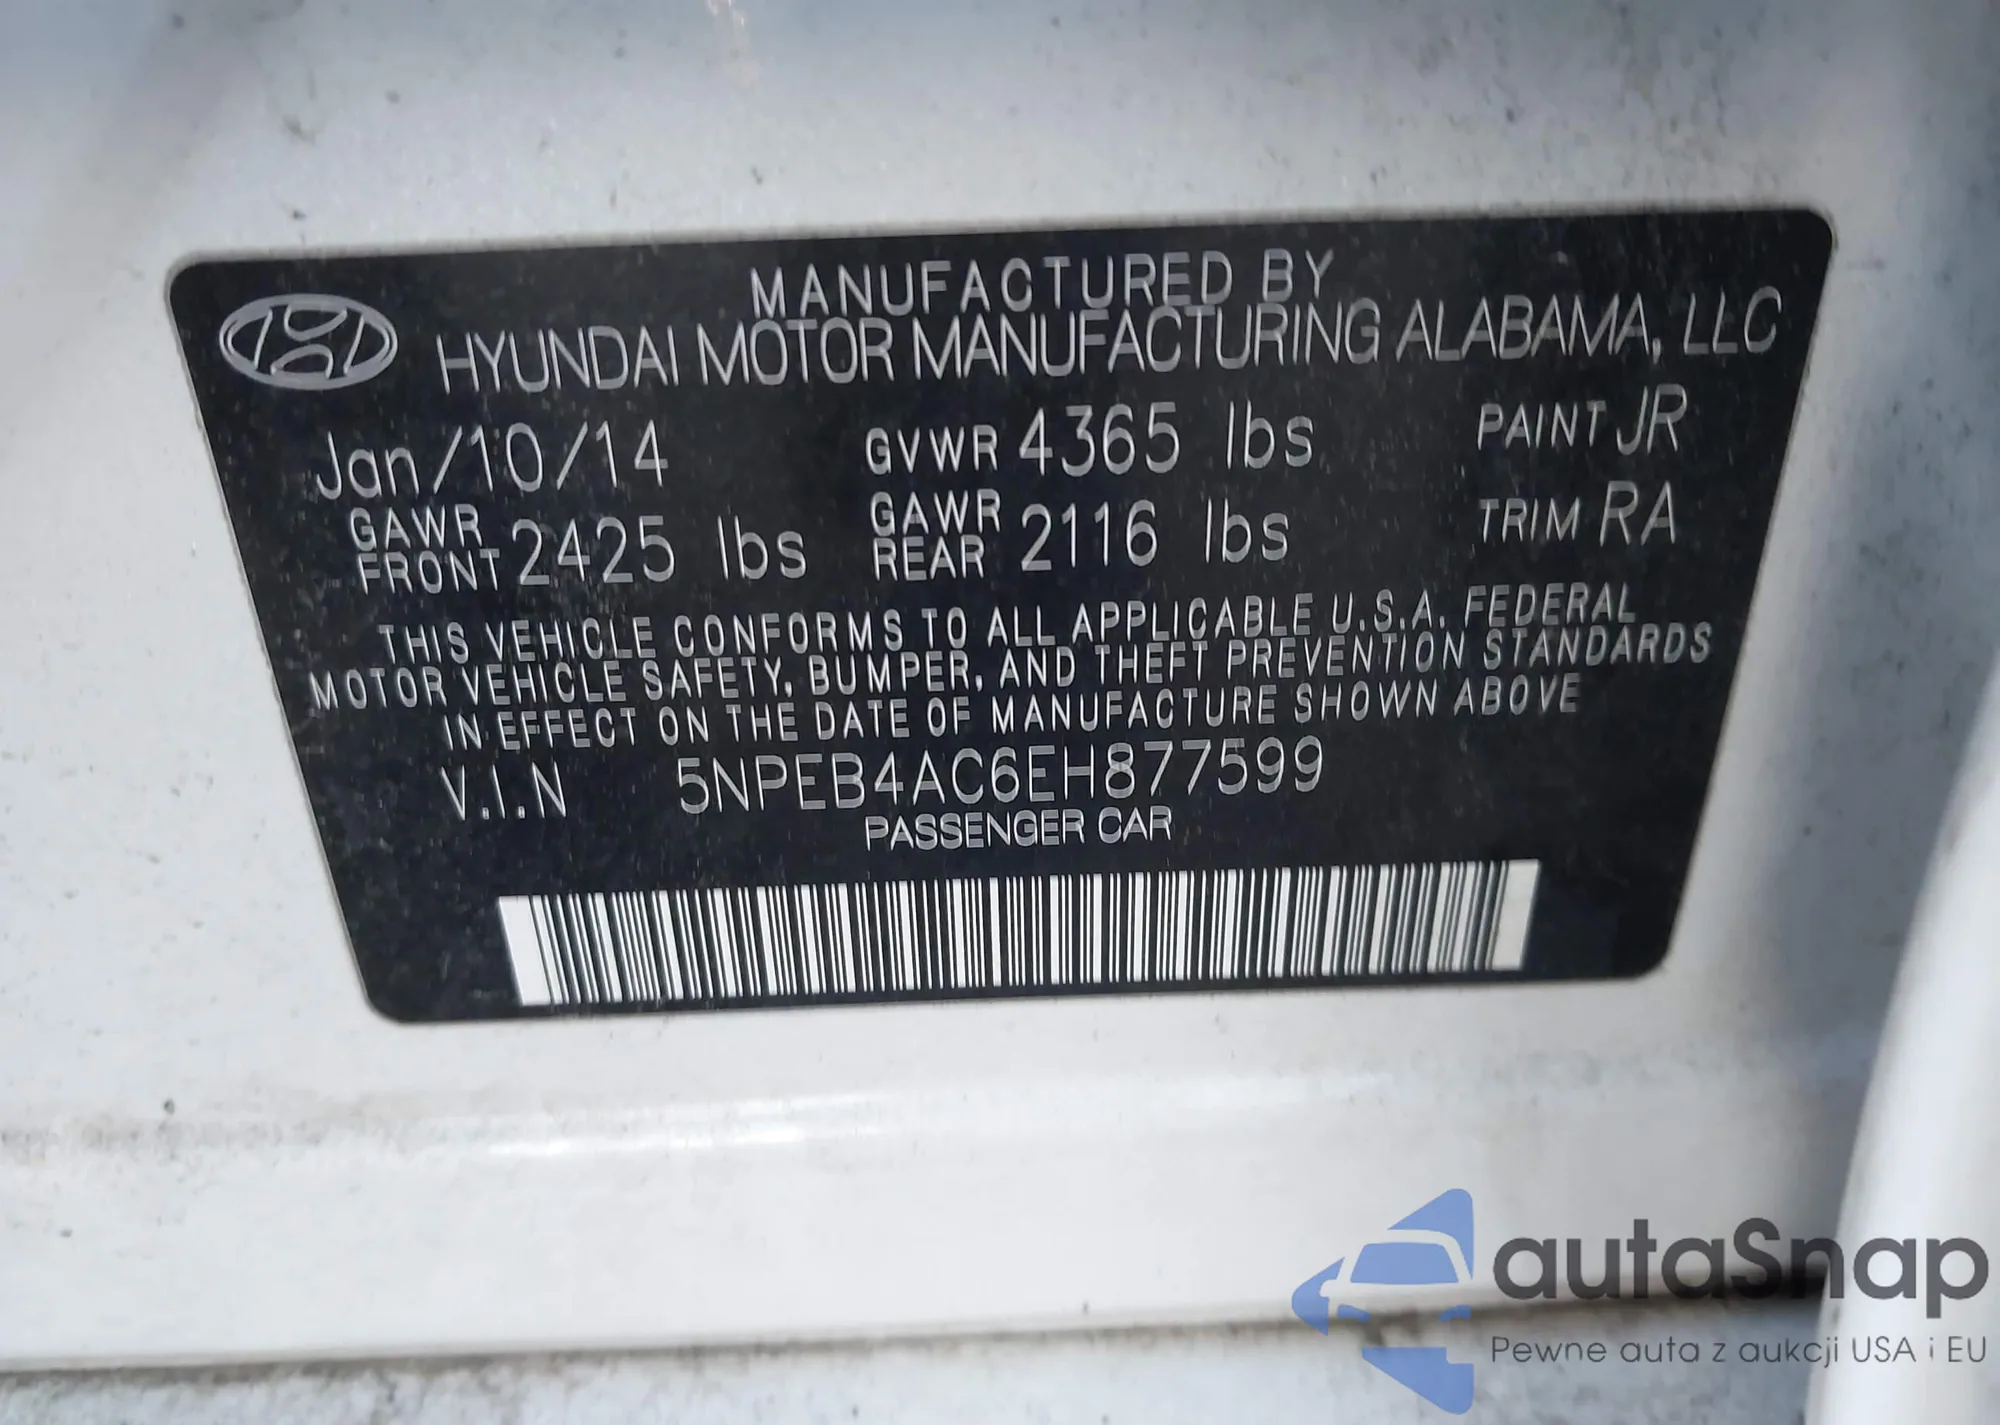 MANUFACTURED BY
HYUNDAI MOTOR MANUFACTURING ALABAMA, LLC
Jan/10/14 GVWR 4365 lbs PAINT JR
GAWR FRONT 2425 lbs GAWR REAR 2116 lbs TRIM RA
THIS VEHICLE CONFORMS TO ALL APPLICABLE U.S.A. FEDERAL
MOTOR VEHICLE SAFETY, BUMPER, AND THEFT PREVENTION STANDARDS
IN EFFECT ON THE DATE OF MANUFACTURE SHOWN ABOVE
V.I.N 5NPEB4AC6EH877599
PASSENGER CAR
autaSnap
Pewne auta z aukcji USA i EU